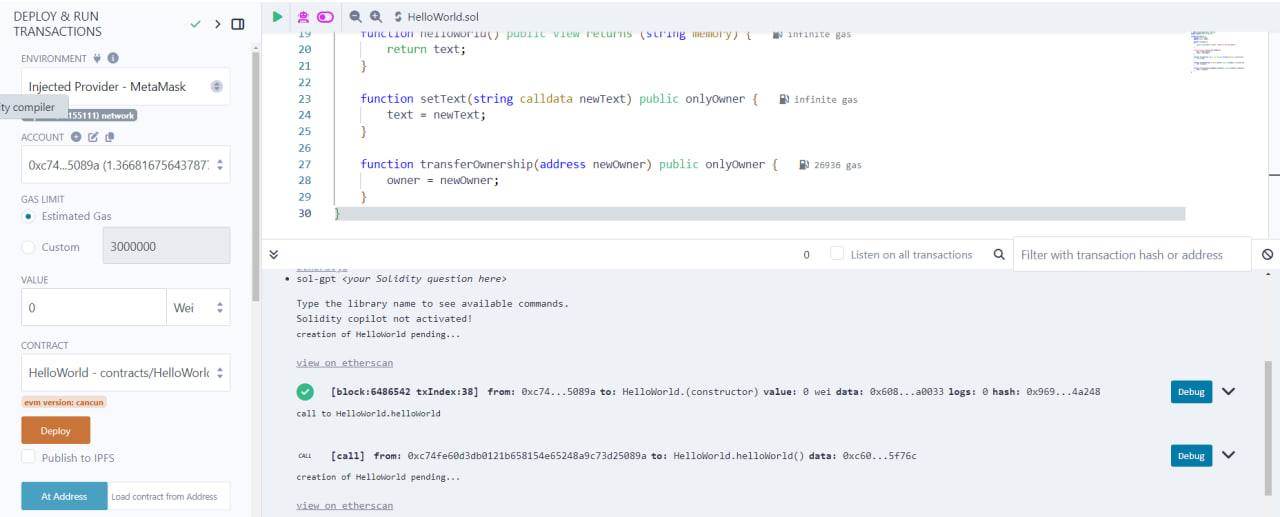 DEPLOY & RUN
TRANSACTIONS
ENVIRONMENT
Injected Provider - MetaMask
ity compiler
155111) network
ACCOUNT
0xc74...5089a (1.36681675643787
GAS LIMIT
Estimated Gas
Custom
3000000
VALUE
0
Wei
CONTRACT
HelloWorld - contracts/HelloWorld
evm version: cancun
Deploy
Publish to IPFS
At Address
Load contract from Address
HelloWorld.sol
19 function helloWorld() public view returns (string memory) { infinite gas
20 return text;
21 }
22
23 function setText(string calldata newText) public onlyOwner { infinite gas
24 text = newText;
25 }
26
27 function transferOwnership(address newOwner) public onlyOwner { 26936 gas
28 owner = newOwner;
29 }
30 }
0
Listen on all transactions
Filter with transaction hash or address
• sol-gpt <your Solidity question here>
Type the library name to see available commands.
Solidity copilot not activated!
creation of HelloWorld pending...
view on etherscan
[block:6486542 txIndex:38] from: 0xc74...5089a to: HelloWorld.(constructor) value: 0 wei data: 0x608...a0033 logs: 0 hash: 0x969...4a248
Debug
call to HelloWorld.helloWorld
CALL [call] from: 0xc74fe60d3db0121b658154e65248a9c73d25089a to: HelloWorld.helloWorld() data: 0xc60...5f76c
Debug
creation of HelloWorld pending...
view on etherscan